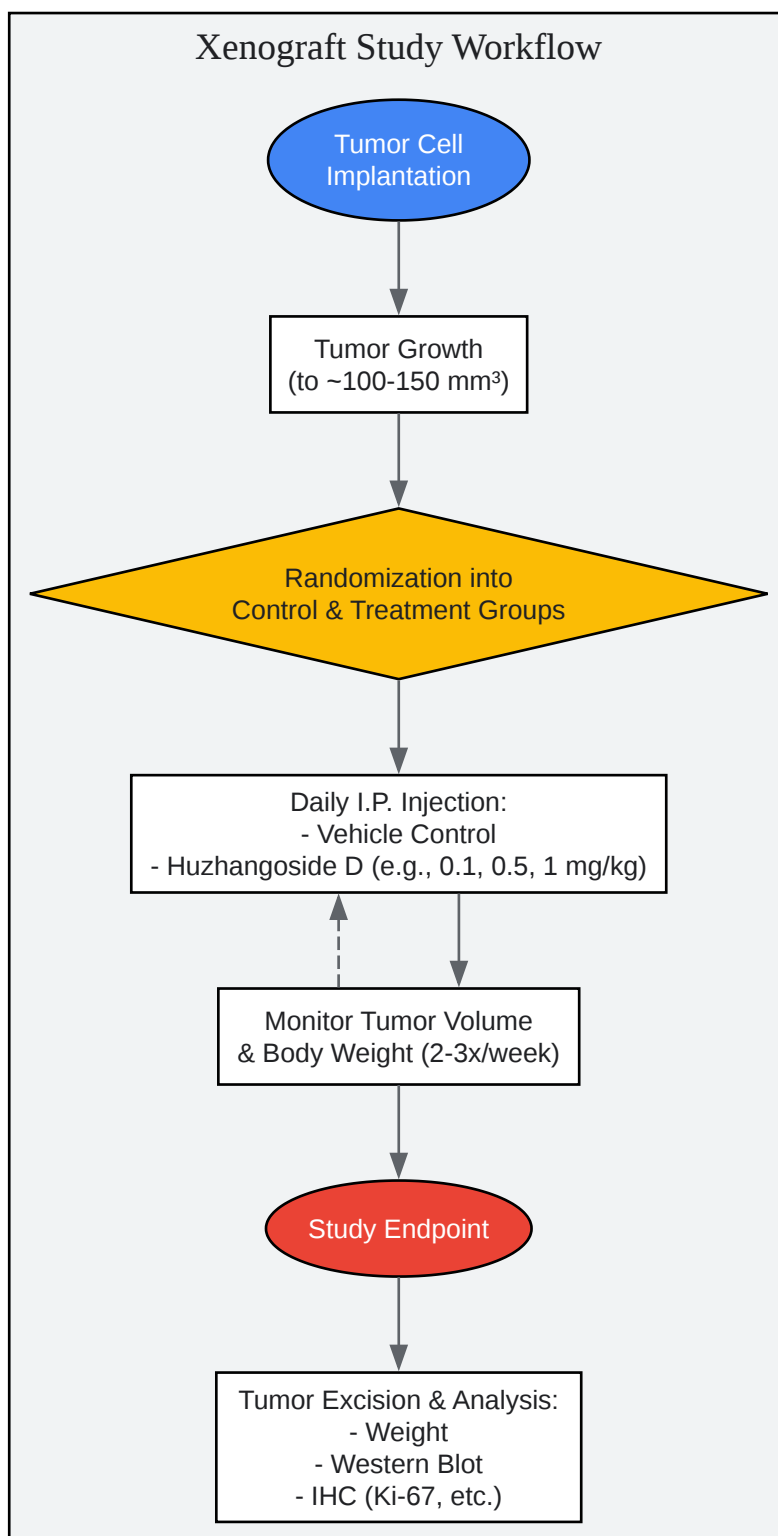 Xenograft Study Workflow
Tumor Cell
Implantation
Tumor Growth
(to ~100-150 mm³)
Randomization into
Control & Treatment Groups
Daily I.P. Injection:
- Vehicle Control
- Huzhangoside D (e.g., 0.1, 0.5, 1 mg/kg)
Monitor Tumor Volume
& Body Weight (2-3x/week)
Study Endpoint
Tumor Excision & Analysis:
- Weight
- Western Blot
- IHC (Ki-67, etc.)